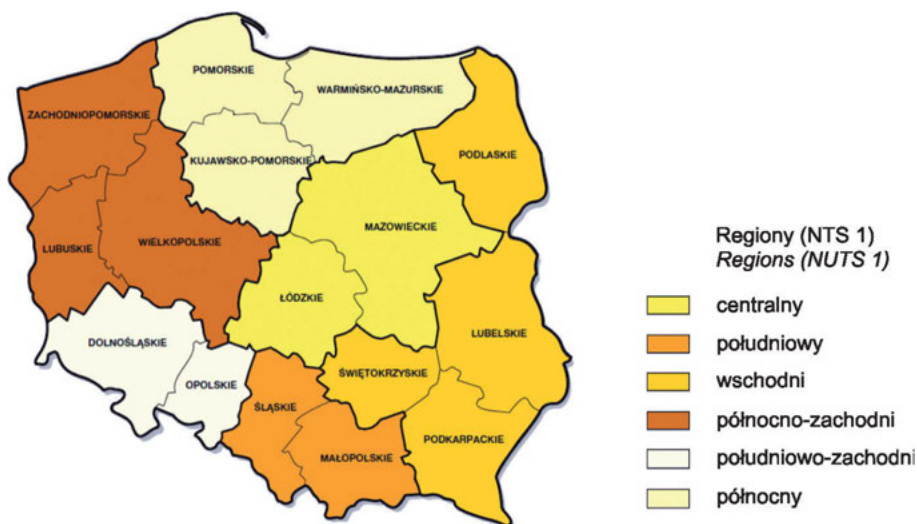 POMORSKIE
WARMIŃSKO-MAZURSKIE
ZACHODNIOPOMORSKIE
KUJAWSKO-POMORSKIE
PODLASKIE
MAZOWIECKIE
LUBUSKIE
WIELKOPOLSKIE
ŁÓDZKIE
LUBELSKIE
DOLNOŚLĄSKIE
OPOLSKIE
ŚWIĘTOKRZYSKIE
ŚLĄSKIE
PODKARPACKIE
MAŁOPOLSKIE
Regiony (NTS 1)
Regions (NUTS 1)
centralny
południowy
wschodni
północno-zachodni
południowo-zachodni
północny